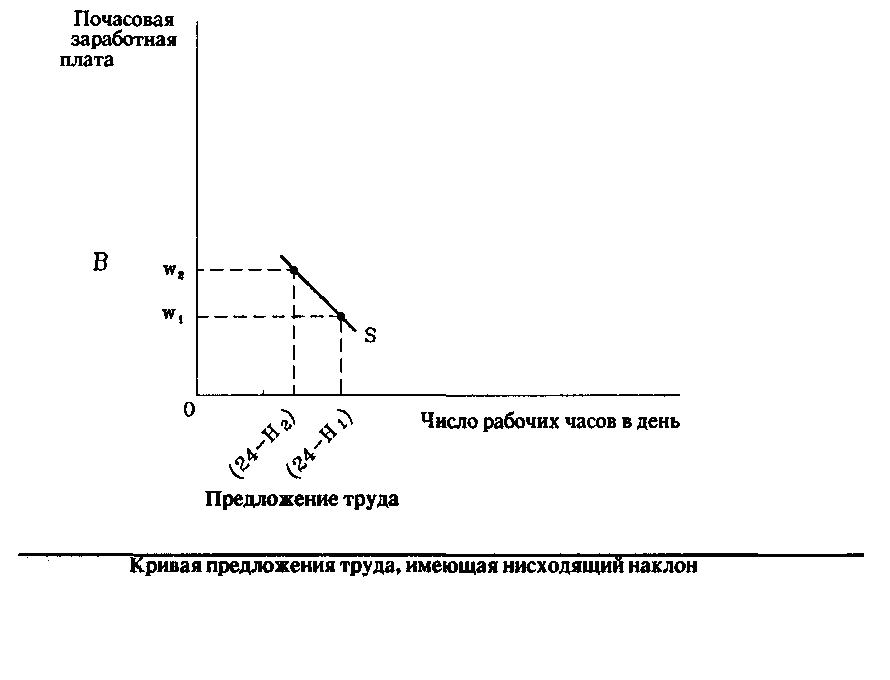 Почасовая
заработная
плата
B
w₂
w₁
S
0
(24−H₂)
(24−H₁)
Число рабочих часов в день
Предложение труда
Кривая предложения труда, имеющая нисходящий наклон